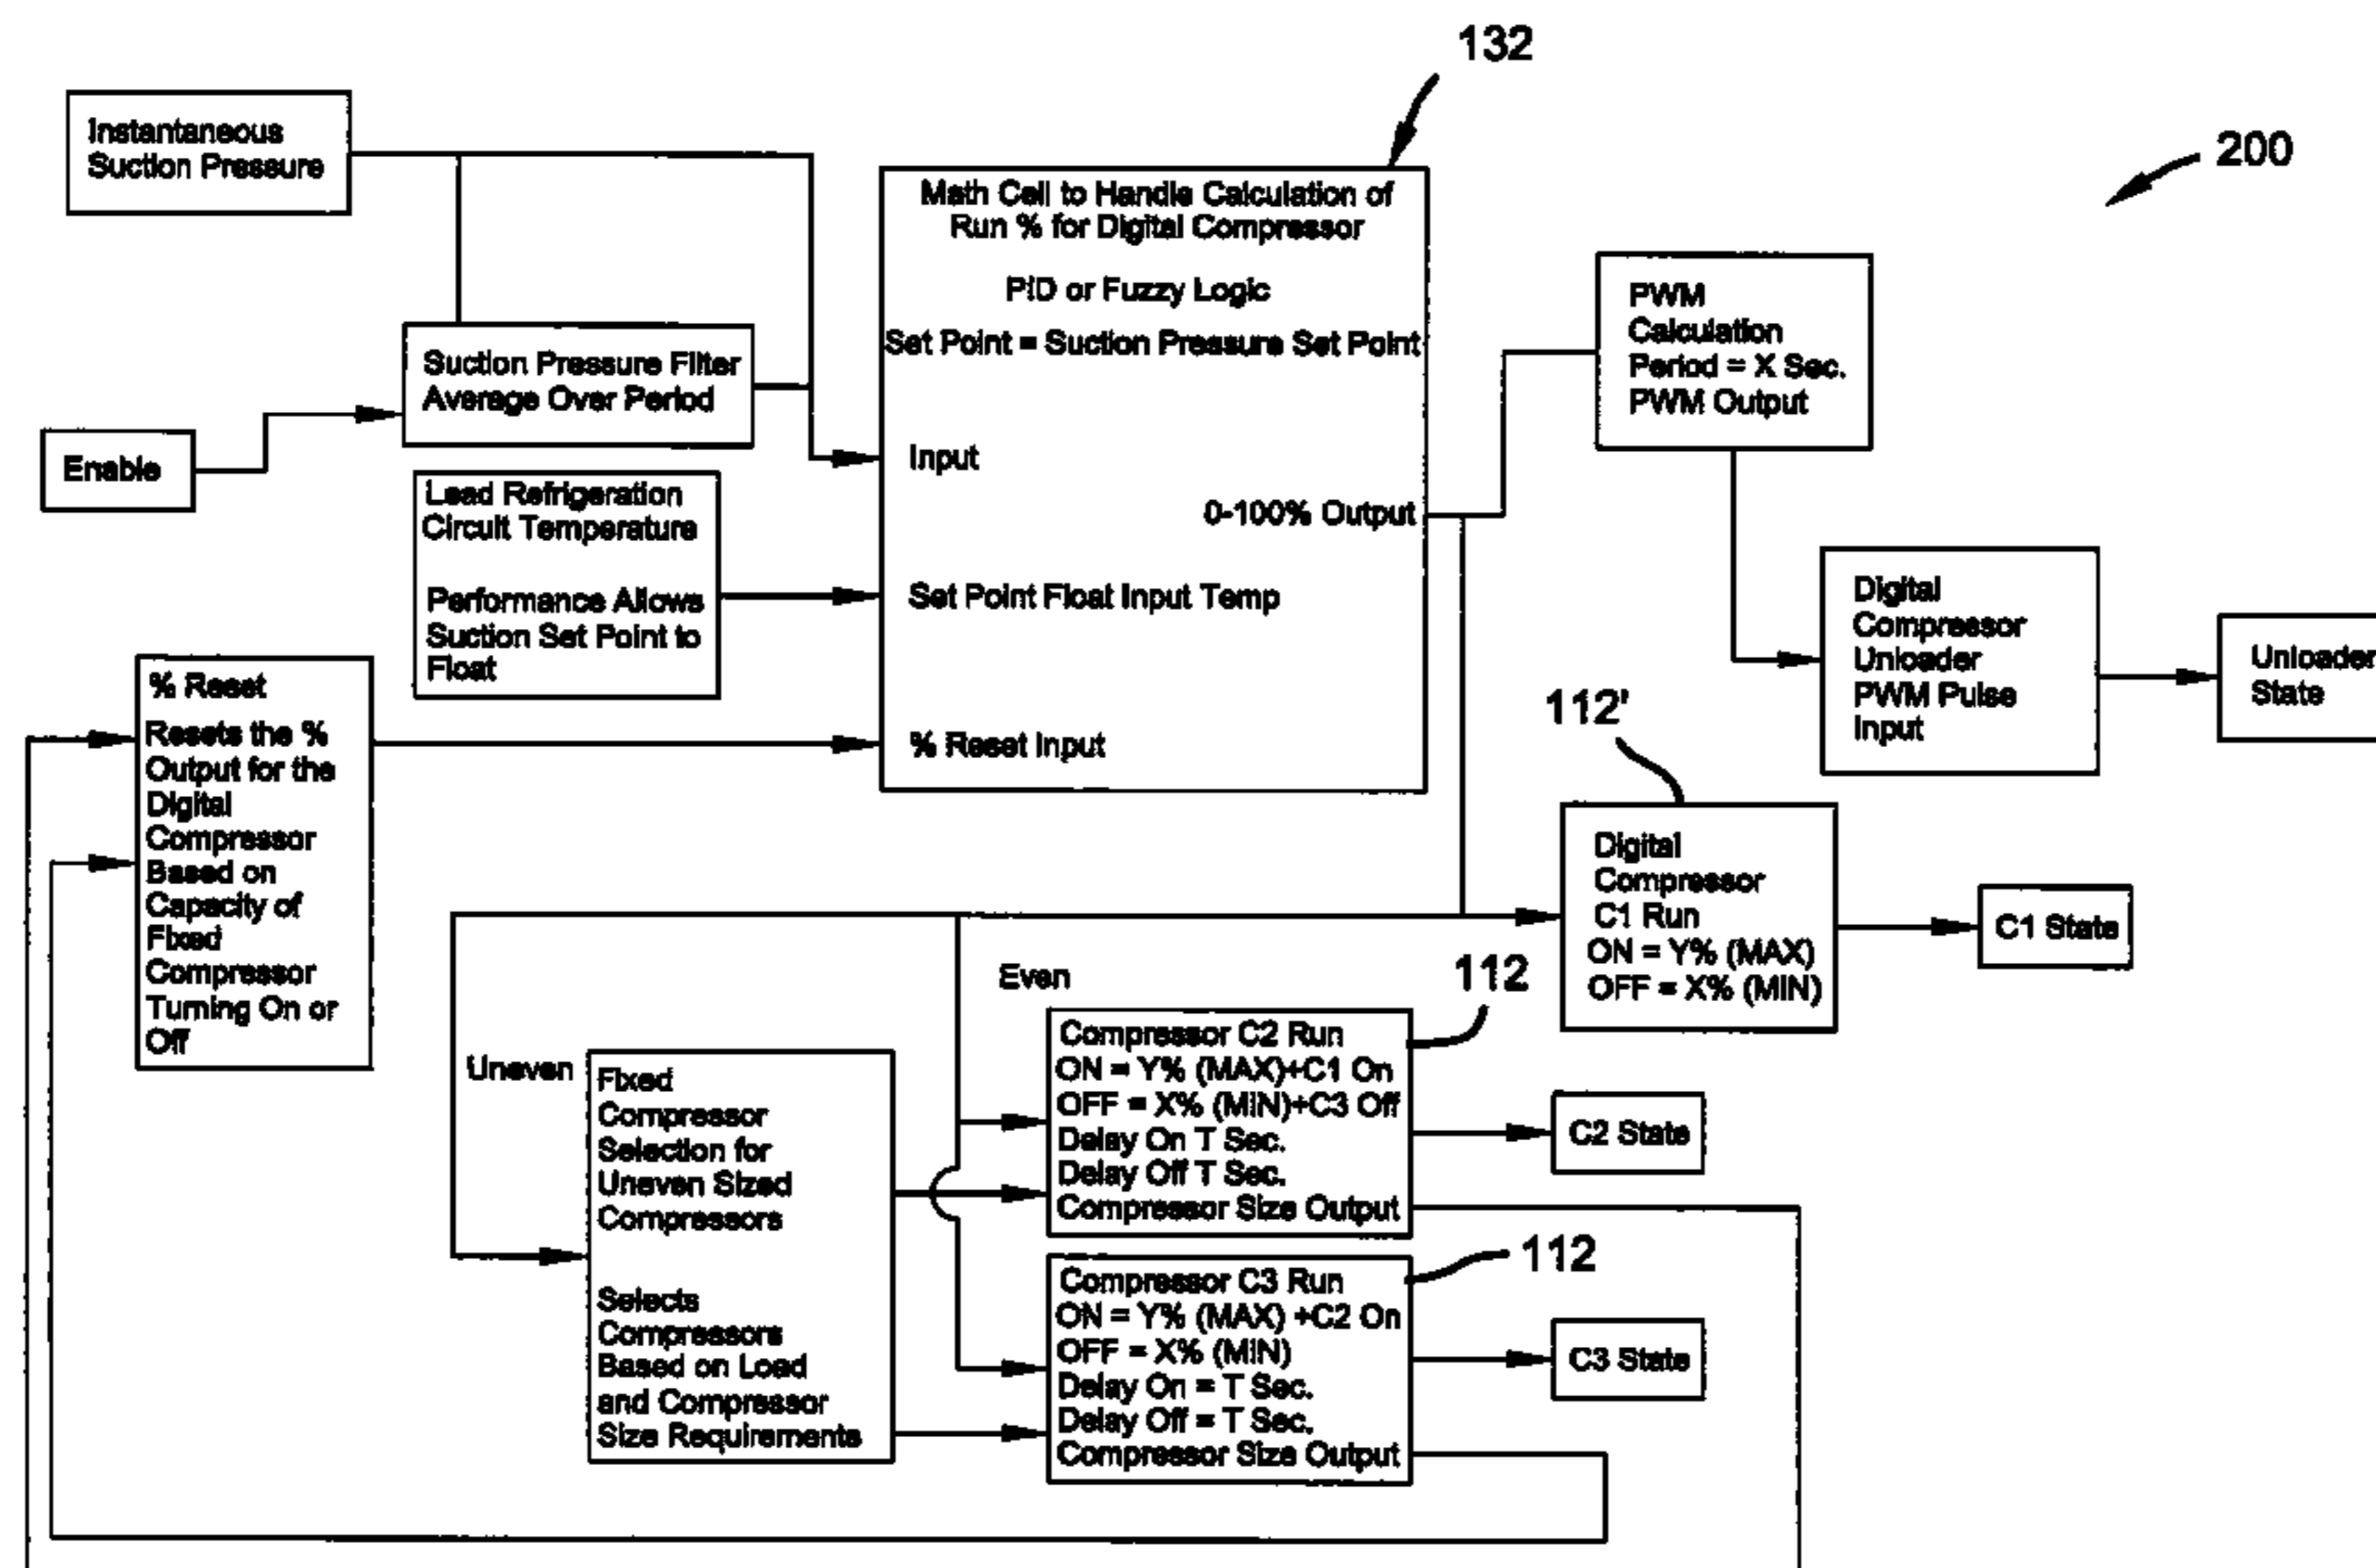 132
200
Instantaneous
Suction Pressure
Math Cell to Handle Calculation of
Run % for Digital Compressor
PID or Fuzzy Logic
Set Point = Suction Pressure Set Point
Input
0-100% Output
Set Point Float Input Temp
% Reset Input
Suction Pressure Filter
Average Over Period
Enable
Lead Refrigeration
Circuit Temperature
Performance Allows
Suction Set Point to
Float
PWM
Calculation
Period = X Sec.
PWM Output
Digital
Compressor
Unloader
PWM Pulse
Input
Unloader
State
% Reset
Resets the %
Output for the
Digital
Compressor
Based on
Capacity of
Fixed
Compressor
Turning On or
Off
112'
Digital
Compressor
C1 Run
ON = Y% (MAX)
OFF = X% (MIN)
C1 State
Uneven
Fixed
Compressor
Selection for
Uneven Sized
Compressors
Selects
Compressors
Based on Load
and Compressor
Size Requirements
Even
112
Compressor C2 Run
ON = Y% (MAX)+C1 On
OFF = X% (MIN)+C3 Off
Delay On T Sec.
Delay Off T Sec.
Compressor Size Output
C2 State
112
Compressor C3 Run
ON = Y% (MAX) +C2 On
OFF = X% (MIN)
Delay On = T Sec.
Delay Off = T Sec.
Compressor Size Output
C3 State